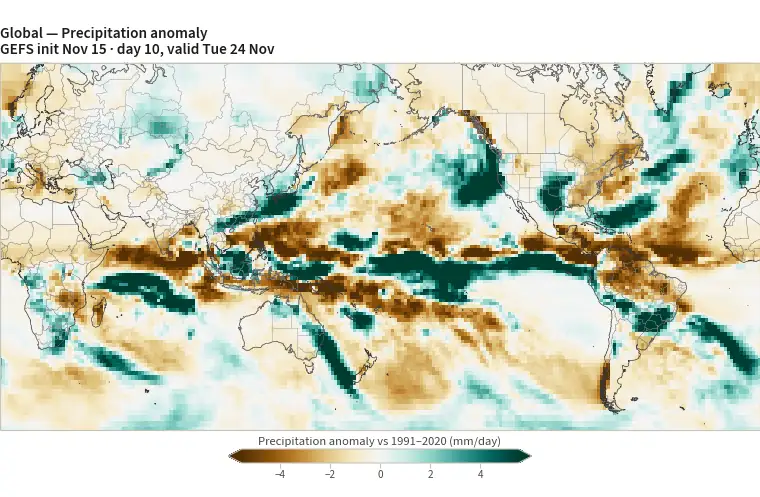 Global — Precipitation anomaly
GEFS init Nov 15 · day 10, valid Tue 24 Nov
Precipitation anomaly vs 1991–2020 (mm/day)
−4 −2 0 2 4